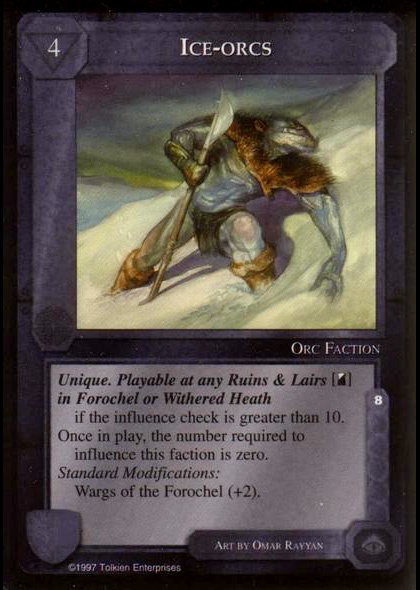 4
ICE-ORCS
ORC FACTION
Unique. Playable at any Ruins & Lairs [ ]
in Forochel or Withered Heath
if the influence check is greater than 10.
Once in play, the number required to
influence this faction is zero.
Standard Modifications:
Wargs of the Forochel (+2).
8
ART BY OMAR RAYYAN
©1997 Tolkien Enterprises